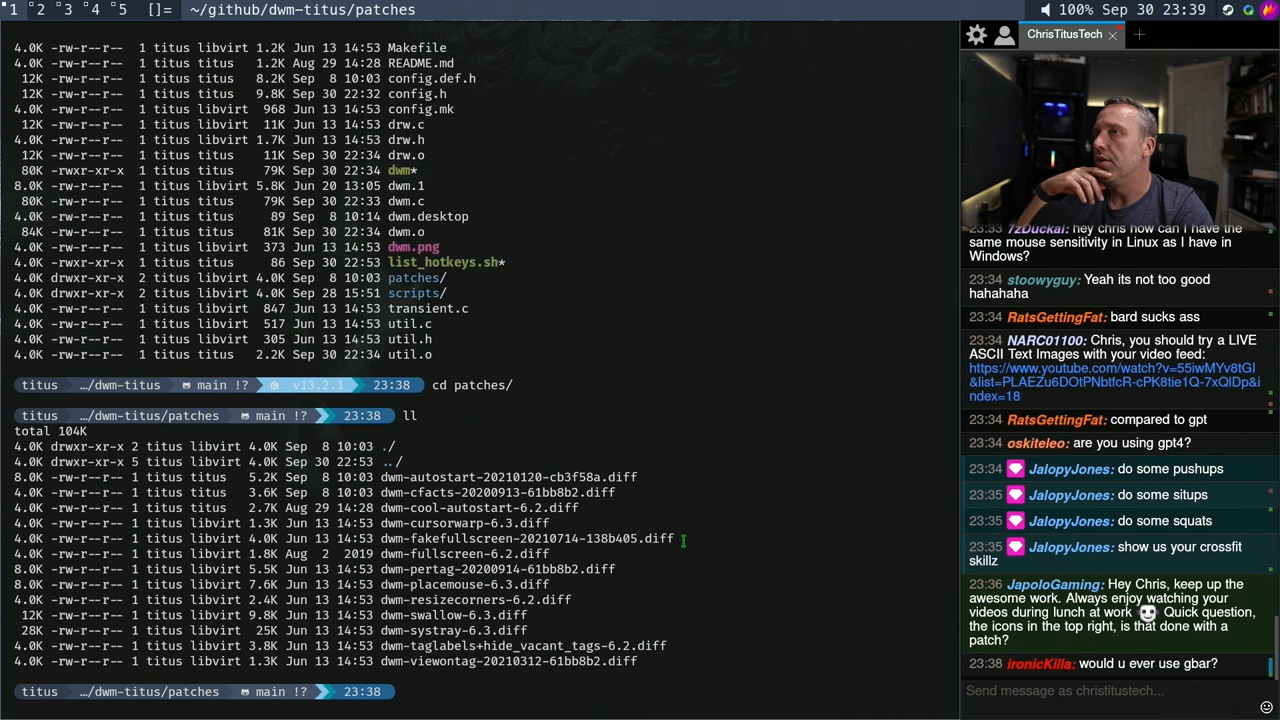 1 2 3 4 5 []= ~/github/dwm-titus/patches 100% Sep 30 23:39
4.0K -rw-r--r-- 1 titus libvirt 1.2K Jun 13 14:53 Makefile
4.0K -rw-r--r-- 1 titus titus 1.2K Aug 29 14:28 README.md
12K -rw-r--r-- 1 titus titus 8.2K Sep 8 10:03 config.def.h
12K -rw-r--r-- 1 titus titus 9.8K Sep 30 22:32 config.h
4.0K -rw-r--r-- 1 titus libvirt 968 Jun 13 14:53 config.mk
12K -rw-r--r-- 1 titus libvirt 11K Jun 13 14:53 drw.c
4.0K -rw-r--r-- 1 titus libvirt 1.7K Jun 13 14:53 drw.h
12K -rw-r--r-- 1 titus titus 11K Sep 30 22:34 drw.o
80K -rwxr-xr-x 1 titus titus 79K Sep 30 22:34 dwm*
8.0K -rw-r--r-- 1 titus libvirt 5.8K Jun 20 13:05 dwm.1
80K -rw-r--r-- 1 titus titus 79K Sep 30 22:33 dwm.c
4.0K -rw-r--r-- 1 titus titus 89 Sep 8 10:14 dwm.desktop
84K -rw-r--r-- 1 titus titus 81K Sep 30 22:34 dwm.o
4.0K -rw-r--r-- 1 titus libvirt 373 Jun 13 14:53 dwm.png
4.0K -rwxr-xr-x 1 titus titus 86 Sep 30 22:53 list_hotkeys.sh*
4.0K drwxr-xr-x 2 titus libvirt 4.0K Sep 8 10:03 patches/
4.0K drwxr-xr-x 2 titus libvirt 4.0K Sep 28 15:51 scripts/
4.0K -rw-r--r-- 1 titus libvirt 847 Jun 13 14:53 transient.c
4.0K -rw-r--r-- 1 titus libvirt 517 Jun 13 14:53 util.c
4.0K -rw-r--r-- 1 titus libvirt 305 Jun 13 14:53 util.h
4.0K -rw-r--r-- 1 titus titus 2.2K Sep 30 22:34 util.o
titus …/dwm-titus main !? v13.2.1 23:38 cd patches/
titus …/dwm-titus/patches main !? 23:38 ll
total 104K
4.0K drwxr-xr-x 2 titus libvirt 4.0K Sep 8 10:03 ./
4.0K drwxr-xr-x 5 titus libvirt 4.0K Sep 30 22:53 ../
8.0K -rw-r--r-- 1 titus titus 5.2K Sep 8 10:03 dwm-autostart-20210120-cb3f58a.diff
4.0K -rw-r--r-- 1 titus titus 3.6K Sep 8 10:03 dwm-cfacts-20200913-61bb8b2.diff
4.0K -rw-r--r-- 1 titus titus 2.7K Aug 29 14:28 dwm-cool-autostart-6.2.diff
4.0K -rw-r--r-- 1 titus libvirt 1.3K Jun 13 14:53 dwm-cursorwarp-6.3.diff
4.0K -rw-r--r-- 1 titus libvirt 4.0K Jun 13 14:53 dwm-fakefullscreen-20210714-138b405.diff
4.0K -rw-r--r-- 1 titus libvirt 1.8K Aug 2 2019 dwm-fullscreen-6.2.diff
8.0K -rw-r--r-- 1 titus libvirt 5.5K Jun 13 14:53 dwm-pertag-20200914-61bb8b2.diff
8.0K -rw-r--r-- 1 titus libvirt 7.6K Jun 13 14:53 dwm-placemouse-6.3.diff
4.0K -rw-r--r-- 1 titus libvirt 2.4K Jun 13 14:53 dwm-resizecorners-6.2.diff
12K -rw-r--r-- 1 titus libvirt 9.8K Jun 13 14:53 dwm-swallow-6.3.diff
28K -rw-r--r-- 1 titus libvirt 25K Jun 13 14:53 dwm-systray-6.3.diff
4.0K -rw-r--r-- 1 titus libvirt 3.8K Jun 13 14:53 dwm-taglabels+hide_vacant_tags-6.2.diff
4.0K -rw-r--r-- 1 titus libvirt 1.3K Jun 13 14:53 dwm-viewontag-20210312-61bb8b2.diff
titus …/dwm-titus/patches main !? 23:38
ChrisTitusTech
23:33 7zDuckai: hey chris how can I have the
same mouse sensitivity in Linux as I have in
Windows?
23:34 stoowyguy: Yeah its not too good
hahahaha
23:34 RatsGettingFat: bard sucks ass
23:34 NARC01100: Chris, you should try a LIVE
ASCII Text Images with your video feed:
https://www.youtube.com/watch?v=55iwMYv8tGI
&list=PLAEZu6DOtPNbtfcR-cPK8tie1Q-7xQlDp&i
ndex=18
23:34 RatsGettingFat: compared to gpt
23:34 oskiteleo: are you using gpt4?
23:34 JalopyJones: do some pushups
23:35 JalopyJones: do some situps
23:35 JalopyJones: do some squats
23:35 JalopyJones: show us your crossfit
skillz
23:36 JapoloGaming: Hey Chris, keep up the
awesome work. Always enjoy watching your
videos during lunch at work Quick question,
the icons in the top right, is that done with a
patch?
23:38 ironicKilla: would u ever use gbar?
Send message as christitustech...